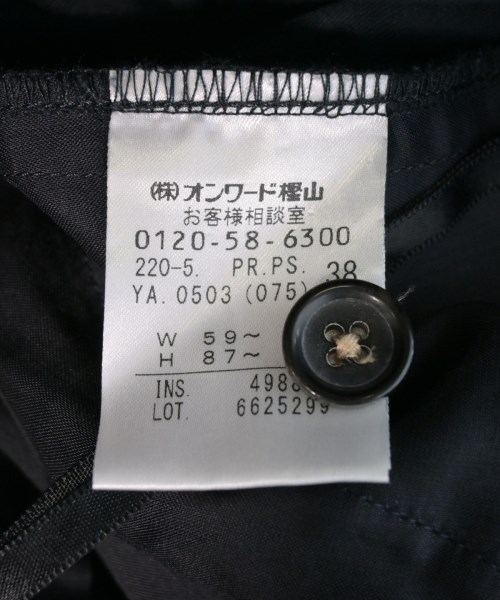 (株)オンワード樫山
お客様相談室
0120-58-6300
220-5. PR.PS. 38
YA.0503 (075)
W 59〜
H 87〜
INS.
LOT. 6625299